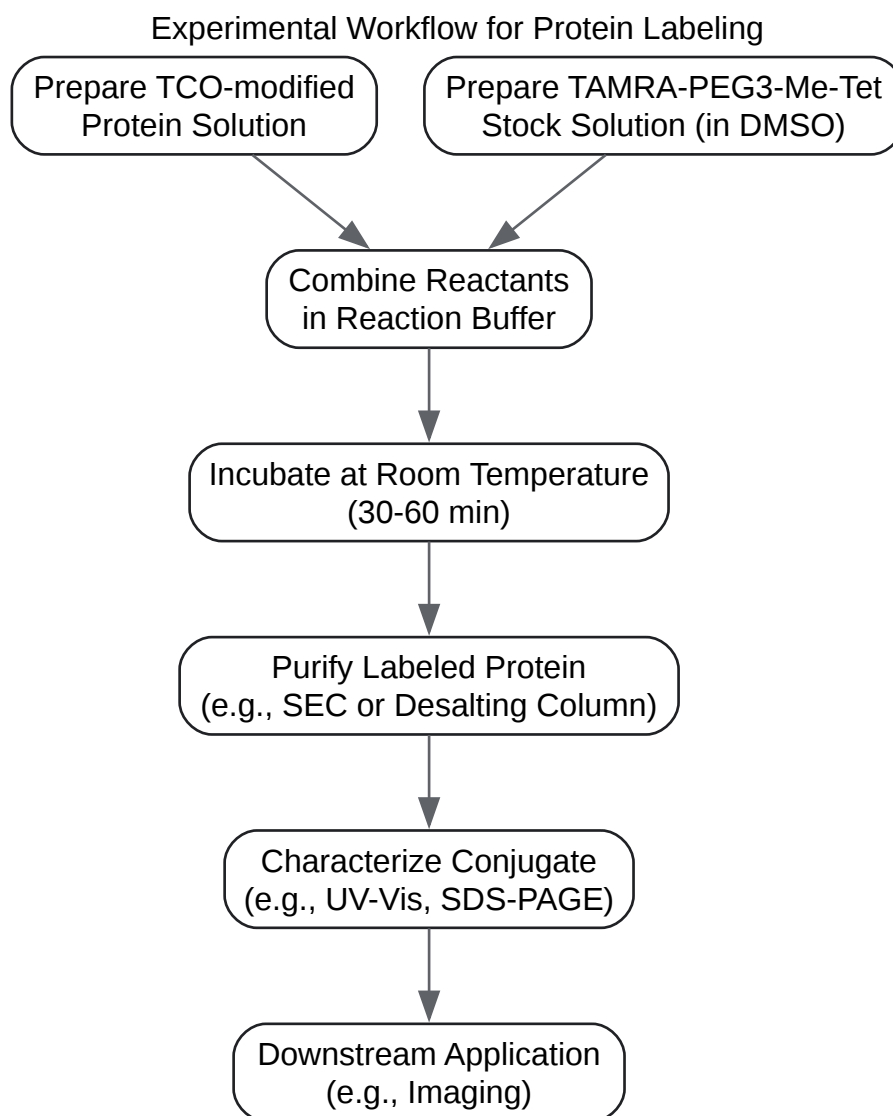 Experimental Workflow for Protein Labeling
Prepare TCO-modified
Protein Solution
Prepare TAMRA-PEG3-Me-Tet
Stock Solution (in DMSO)
Combine Reactants
in Reaction Buffer
Incubate at Room Temperature
(30-60 min)
Purify Labeled Protein
(e.g., SEC or Desalting Column)
Characterize Conjugate
(e.g., UV-Vis, SDS-PAGE)
Downstream Application
(e.g., Imaging)